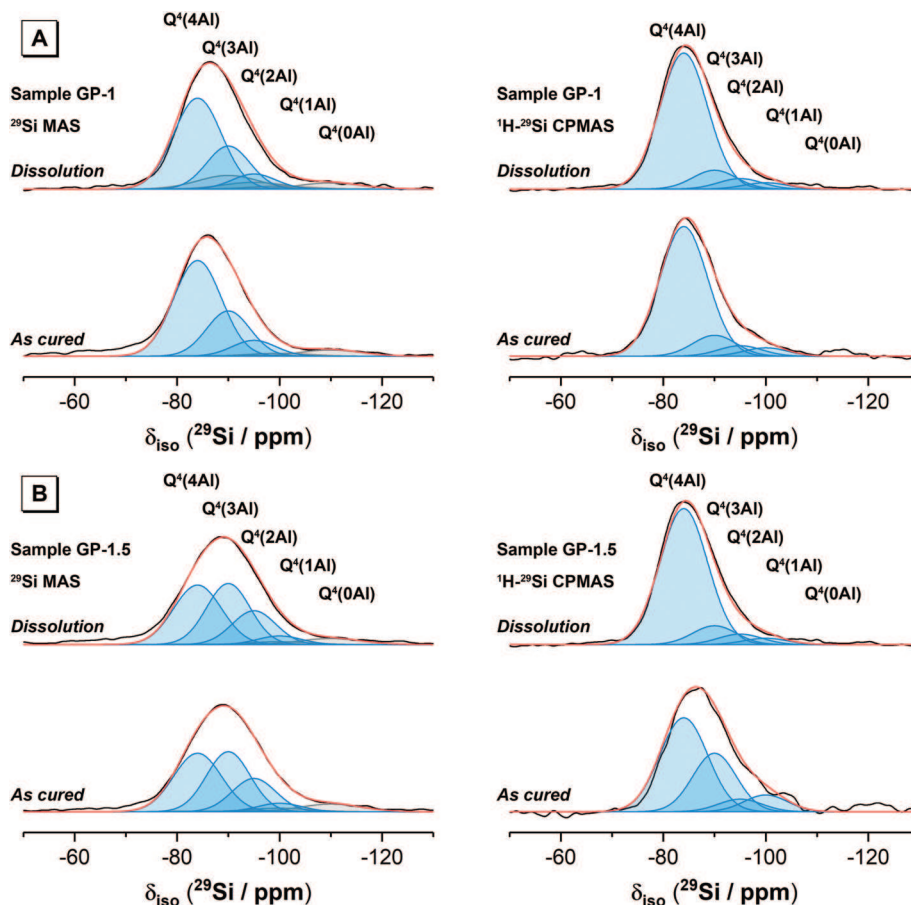 A
Q⁴(4Al)
Q⁴(3Al)
Q⁴(2Al)
Q⁴(1Al)
Q⁴(0Al)
Sample GP-1
²⁹Si MAS
Dissolution
As cured
-60 -80 -100 -120
δiso (²⁹Si / ppm)
Q⁴(4Al)
Q⁴(3Al)
Q⁴(2Al)
Q⁴(1Al)
Q⁴(0Al)
Sample GP-1
¹H-²⁹Si CPMAS
Dissolution
As cured
-60 -80 -100 -120
δiso (²⁹Si / ppm)
B
Q⁴(4Al)
Q⁴(3Al)
Q⁴(2Al)
Q⁴(1Al)
Q⁴(0Al)
Sample GP-1.5
²⁹Si MAS
Dissolution
As cured
-60 -80 -100 -120
δiso (²⁹Si / ppm)
Q⁴(4Al)
Q⁴(3Al)
Q⁴(2Al)
Q⁴(1Al)
Q⁴(0Al)
Sample GP-1.5
¹H-²⁹Si CPMAS
Dissolution
As cured
-60 -80 -100 -120
δiso (²⁹Si / ppm)